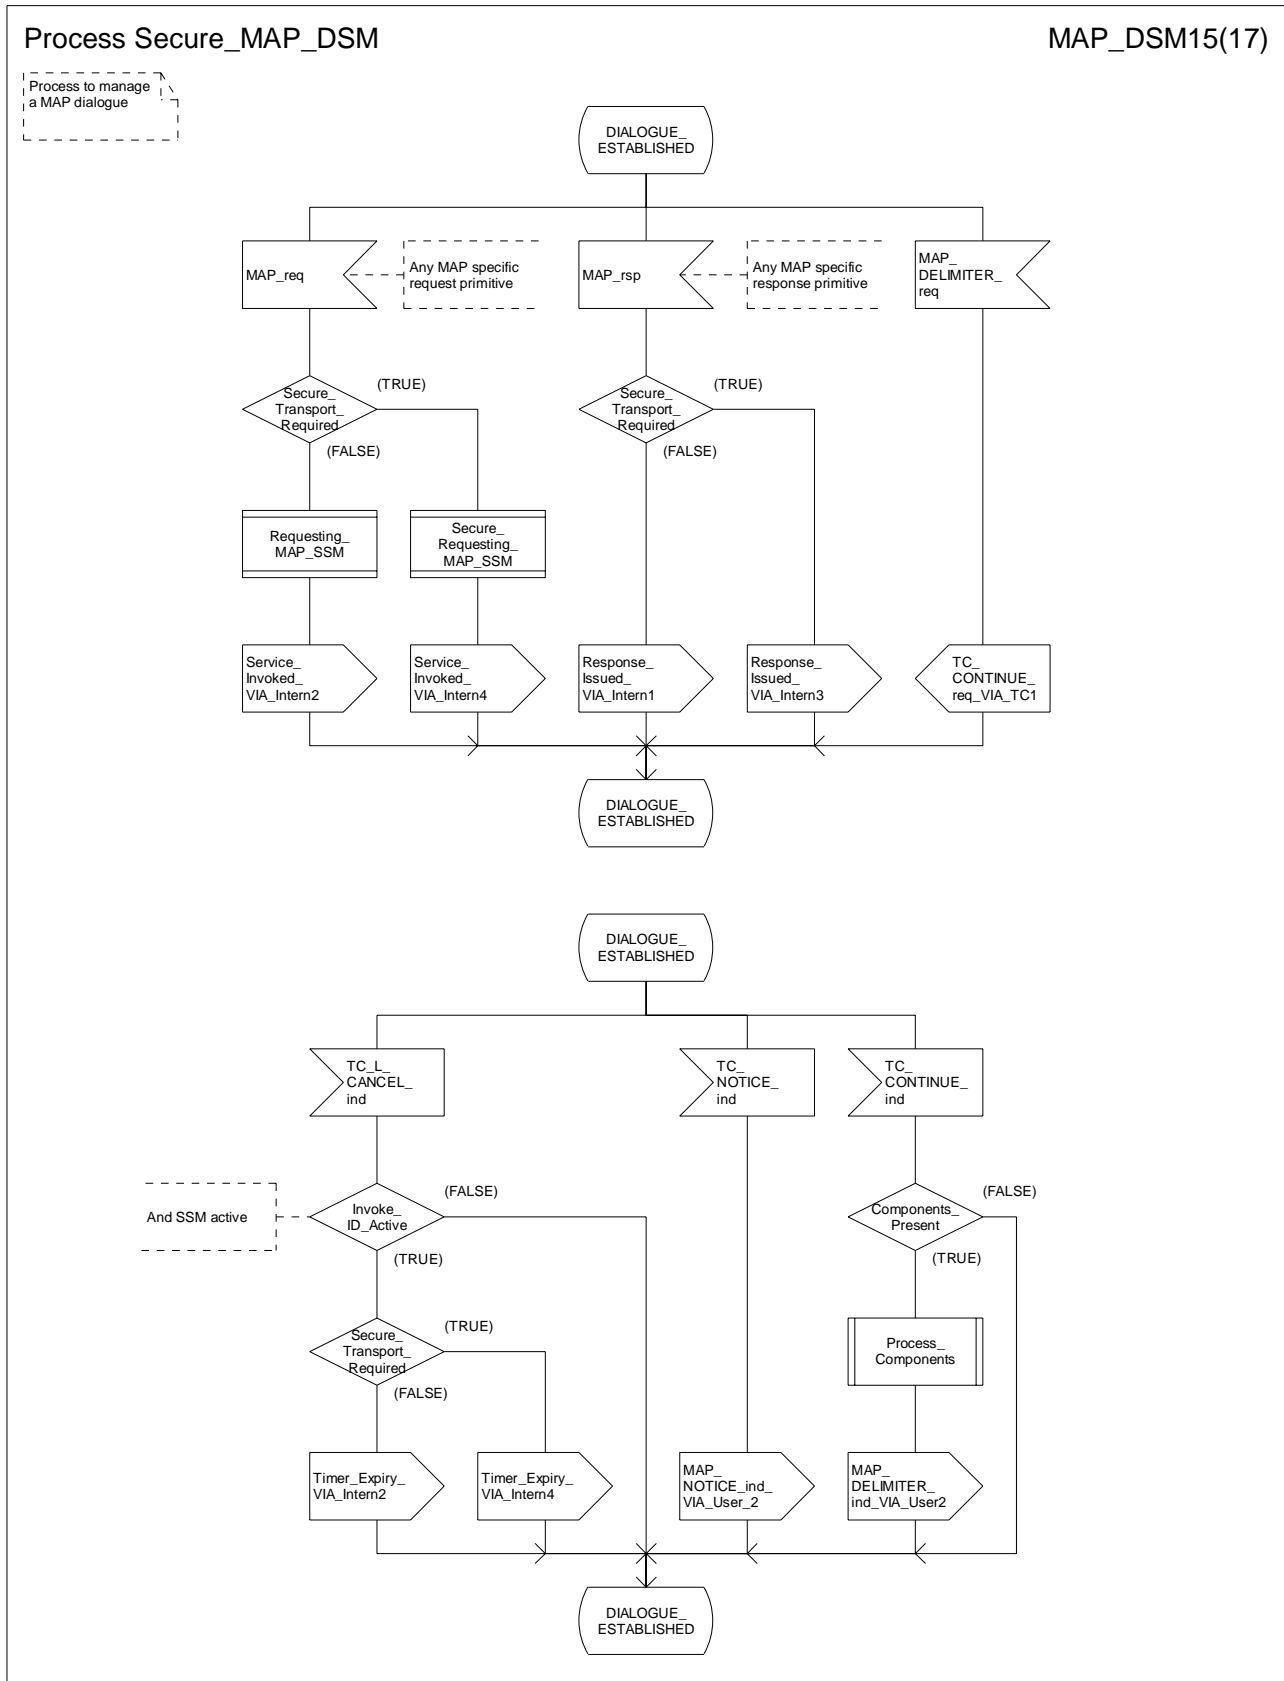 Process Secure_MAP_DSM
MAP_DSM15(17)
Process to manage
a MAP dialogue
DIALOGUE_
ESTABLISHED
MAP_req
Any MAP specific
request primitive
MAP_rsp
Any MAP specific
response primitive
MAP_
DELIMITER_
req
Secure_
Transport_
Required
(TRUE)
(FALSE)
Secure_
Transport_
Required
(TRUE)
(FALSE)
Requesting_
MAP_SSM
Secure_
Requesting_
MAP_SSM
Service_
Invoked_
VIA_Intern2
Service_
Invoked_
VIA_Intern4
Response_
Issued_
VIA_Intern1
Response_
Issued_
VIA_Intern3
TC_
CONTINUE_
req_VIA_TC1
DIALOGUE_
ESTABLISHED
DIALOGUE_
ESTABLISHED
TC_L_
CANCEL_
ind
TC_
NOTICE_
ind
TC_
CONTINUE_
ind
And SSM active
Invoke_
ID_Active
(FALSE)
(TRUE)
Components_
Present
(FALSE)
(TRUE)
Secure_
Transport_
Required
(TRUE)
(FALSE)
Process_
Components
Timer_Expiry_
VIA_Intern2
Timer_Expiry_
VIA_Intern4
MAP_
NOTICE_ind_
VIA_User_2
MAP_
DELIMITER_
ind_VIA_User2
DIALOGUE_
ESTABLISHED